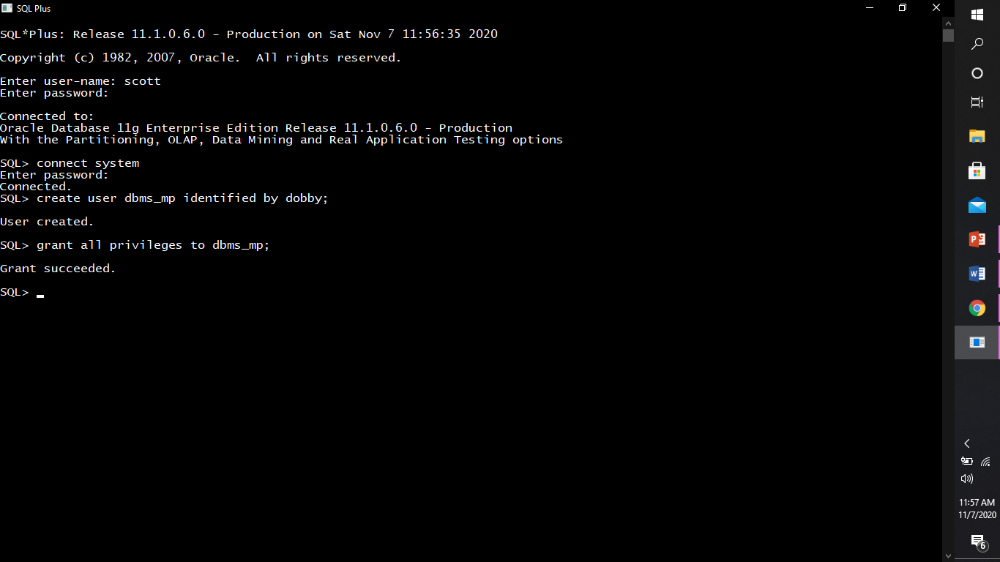 SQL Plus
SQL*Plus: Release 11.1.0.6.0 - Production on Sat Nov 7 11:56:35 2020
Copyright (c) 1982, 2007, Oracle.  All rights reserved.
Enter user-name: scott
Enter password:
Connected to:
Oracle Database 11g Enterprise Edition Release 11.1.0.6.0 - Production
With the Partitioning, OLAP, Data Mining and Real Application Testing options
SQL> connect system
Enter password:
Connected.
SQL> create user dbms_mp identified by dobby;
User created.
SQL> grant all privileges to dbms_mp;
Grant succeeded.
SQL> _
11:57 AM
11/7/2020
6